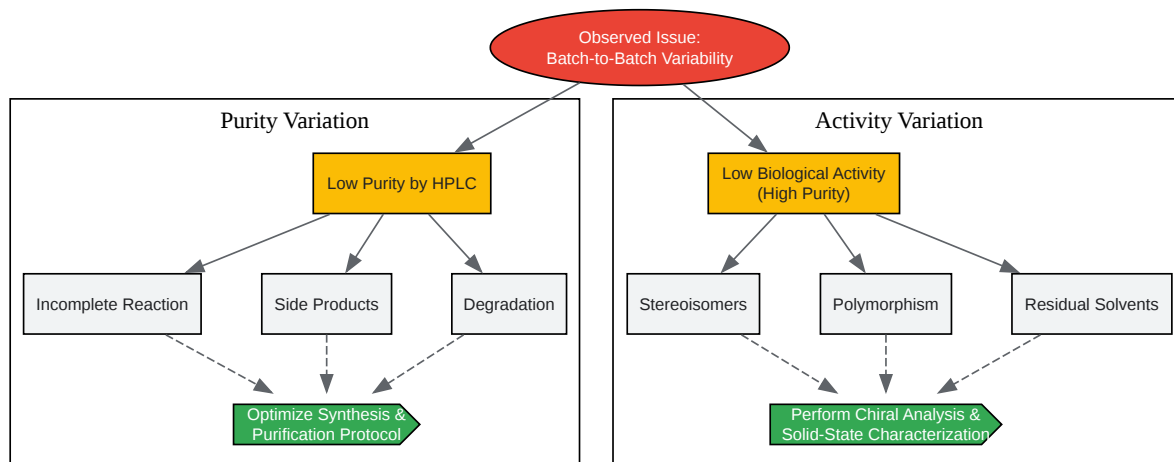 Observed Issue:
Batch-to-Batch Variability
Purity Variation
Activity Variation
Low Purity by HPLC
Low Biological Activity
(High Purity)
Incomplete Reaction
Side Products
Degradation
Stereoisomers
Polymorphism
Residual Solvents
Optimize Synthesis &
Purification Protocol
Perform Chiral Analysis &
Solid-State Characterization